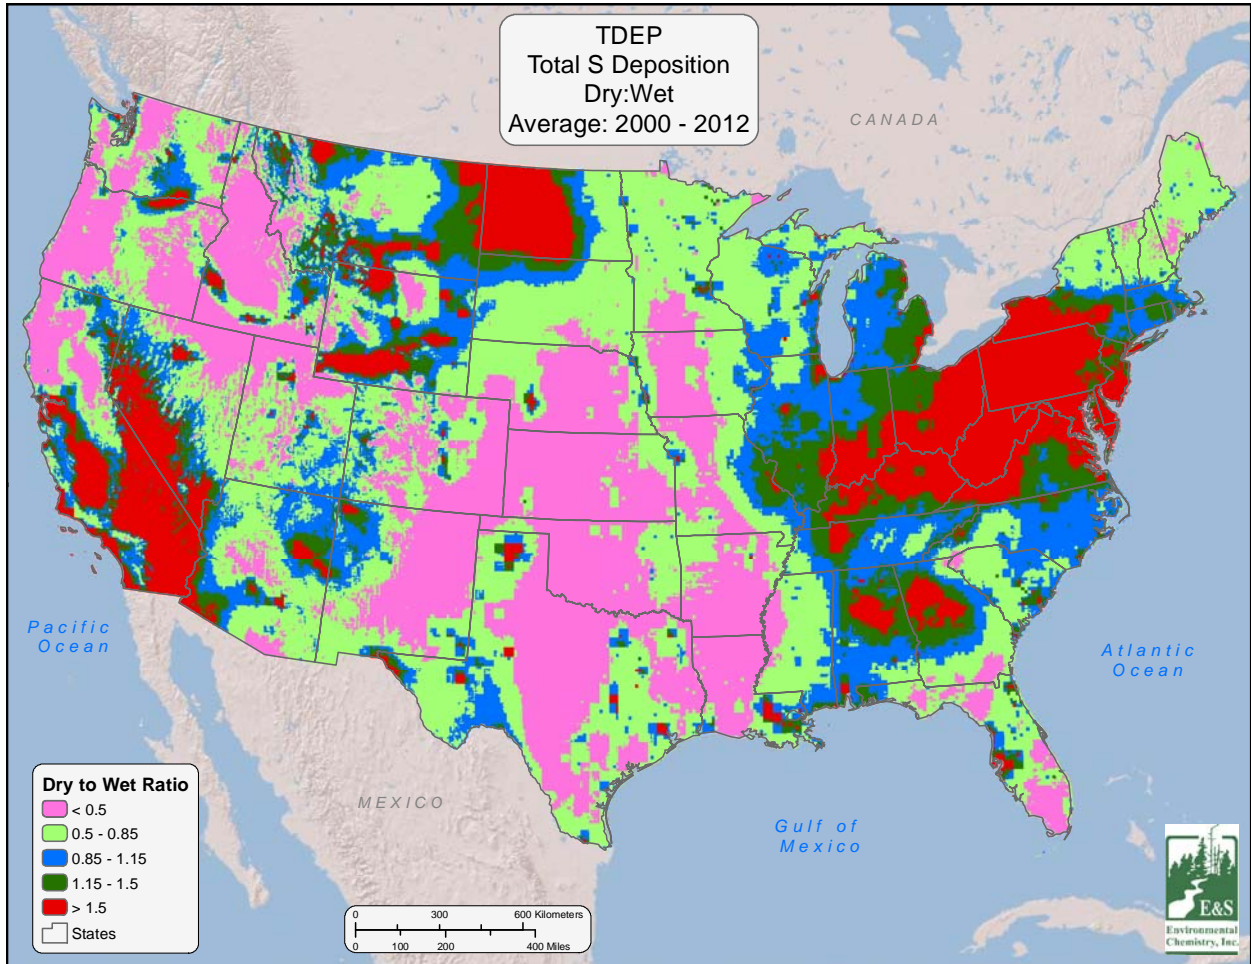 TDEP
Total S Deposition
Dry:Wet
Average: 2000 - 2012
CANADA
Pacific
Ocean
Atlantic
Ocean
MEXICO
Gulf of
Mexico
Dry to Wet Ratio
< 0.5
0.5 - 0.85
0.85 - 1.15
1.15 - 1.5
> 1.5
States
0 300 600 Kilometers
0 100 200 400 Miles
E&S
Environmental
Chemistry, Inc.